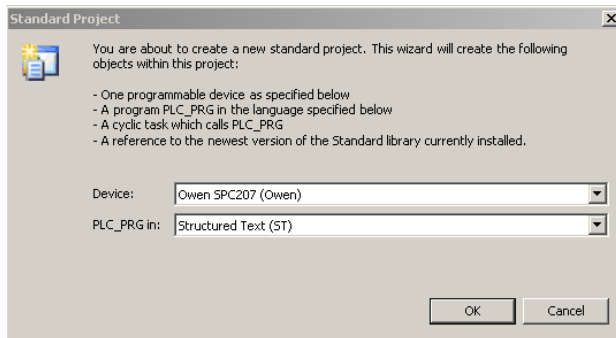 Standard Project
You are about to create a new standard project. This wizard will create the following
objects within this project:
- One programmable device as specified below
- A program PLC_PRG in the language specified below
- A cyclic task which calls PLC_PRG
- A reference to the newest version of the Standard library currently installed.
Device:
Owen SPC207 (Owen)
PLC_PRG in:
Structured Text (ST)
OK
Cancel